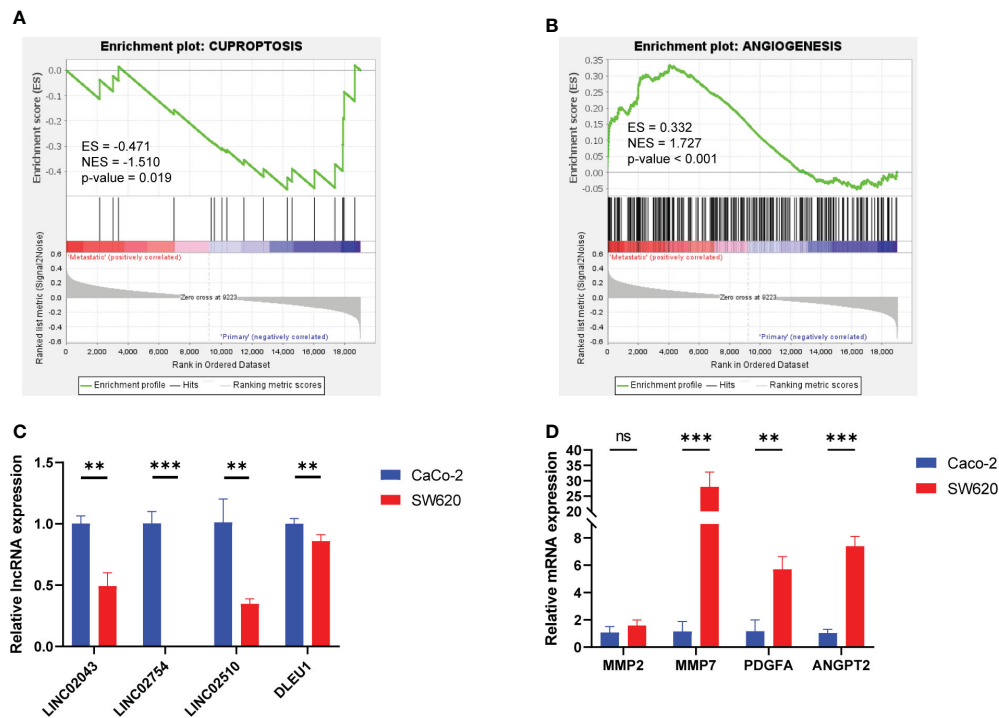 A
Enrichment plot: CUPROPTOSIS
Enrichment score (ES)
0.0
-0.1
-0.2
-0.3
-0.4
ES = -0.471
NES = -1.510
p-value = 0.019
Ranked list metric (Signal2Noise)
0.6
0.4
0.2
0.0
-0.2
-0.4
-0.6
'Metastatic' (positively correlated)
Zero cross at 9223
'Primary' (negatively correlated)
0 2,000 4,000 6,000 8,000 10,000 12,000 14,000 16,000 18,000
Rank in Ordered Dataset
Enrichment profile Hits Ranking metric scores
B
Enrichment plot: ANGIOGENESIS
Enrichment score (ES)
0.35
0.30
0.25
0.20
0.15
0.10
0.05
0.00
-0.05
ES = 0.332
NES = 1.727
p-value < 0.001
Ranked list metric (Signal2Noise)
0.6
0.4
0.2
0.0
-0.2
-0.4
-0.6
'Metastatic' (positively correlated)
Zero cross at 9223
'Primary' (negatively correlated)
0 2,000 4,000 6,000 8,000 10,000 12,000 14,000 16,000 18,000
Rank in Ordered Dataset
Enrichment profile Hits Ranking metric scores
C
Relative lncRNA expression
1.5
1.0
0.5
0.0
** *** ** **
CaCo-2
SW620
LINC02043
LINC02754
LINC02510
DLEU1
D
Relative mRNA expression
40
35
30
25
20
8
6
4
2
0
ns *** ** ***
Caco-2
SW620
MMP2 MMP7 PDGFA ANGPT2